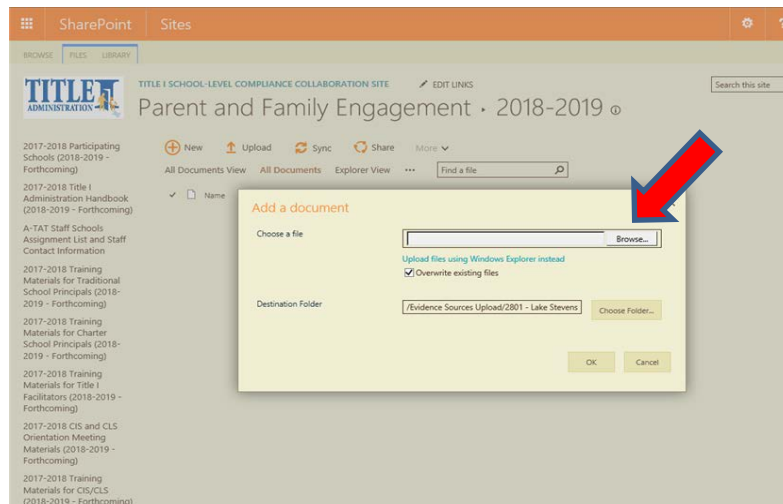 SharePoint Sites
BROWSE FILES LIBRARY
TITLE I
ADMINISTRATION
TITLE I SCHOOL-LEVEL COMPLIANCE COLLABORATION SITE EDIT LINKS
Search this site
Parent and Family Engagement · 2018-2019
New Upload Sync Share More
All Documents View All Documents Explorer View ... Find a file
Name
2017-2018 Participating
Schools (2018-2019 -
Forthcoming)
2017-2018 Title I
Administration Handbook
(2018-2019 - Forthcoming)
A-TAT Staff Schools
Assignment List and Staff
Contact Information
2017-2018 Training
Materials for Traditional
School Principals (2018-
2019 - Forthcoming)
2017-2018 Training
Materials for Charter
School Principals (2018-
2019 - Forthcoming)
2017-2018 Training
Materials for Title I
Facilitators (2018-2019 -
Forthcoming)
2017-2018 CIS and CLS
Orientation Meeting
Materials (2018-2019 -
Forthcoming)
2017-2018 Training
Materials for CIS/CLS
(2018-2019 - Forthcoming)
Add a document
Choose a file
Browse...
Upload files using Windows Explorer instead
Overwrite existing files
Destination Folder
/Evidence Sources Upload/2801 - Lake Stevens
Choose Folder...
OK Cancel